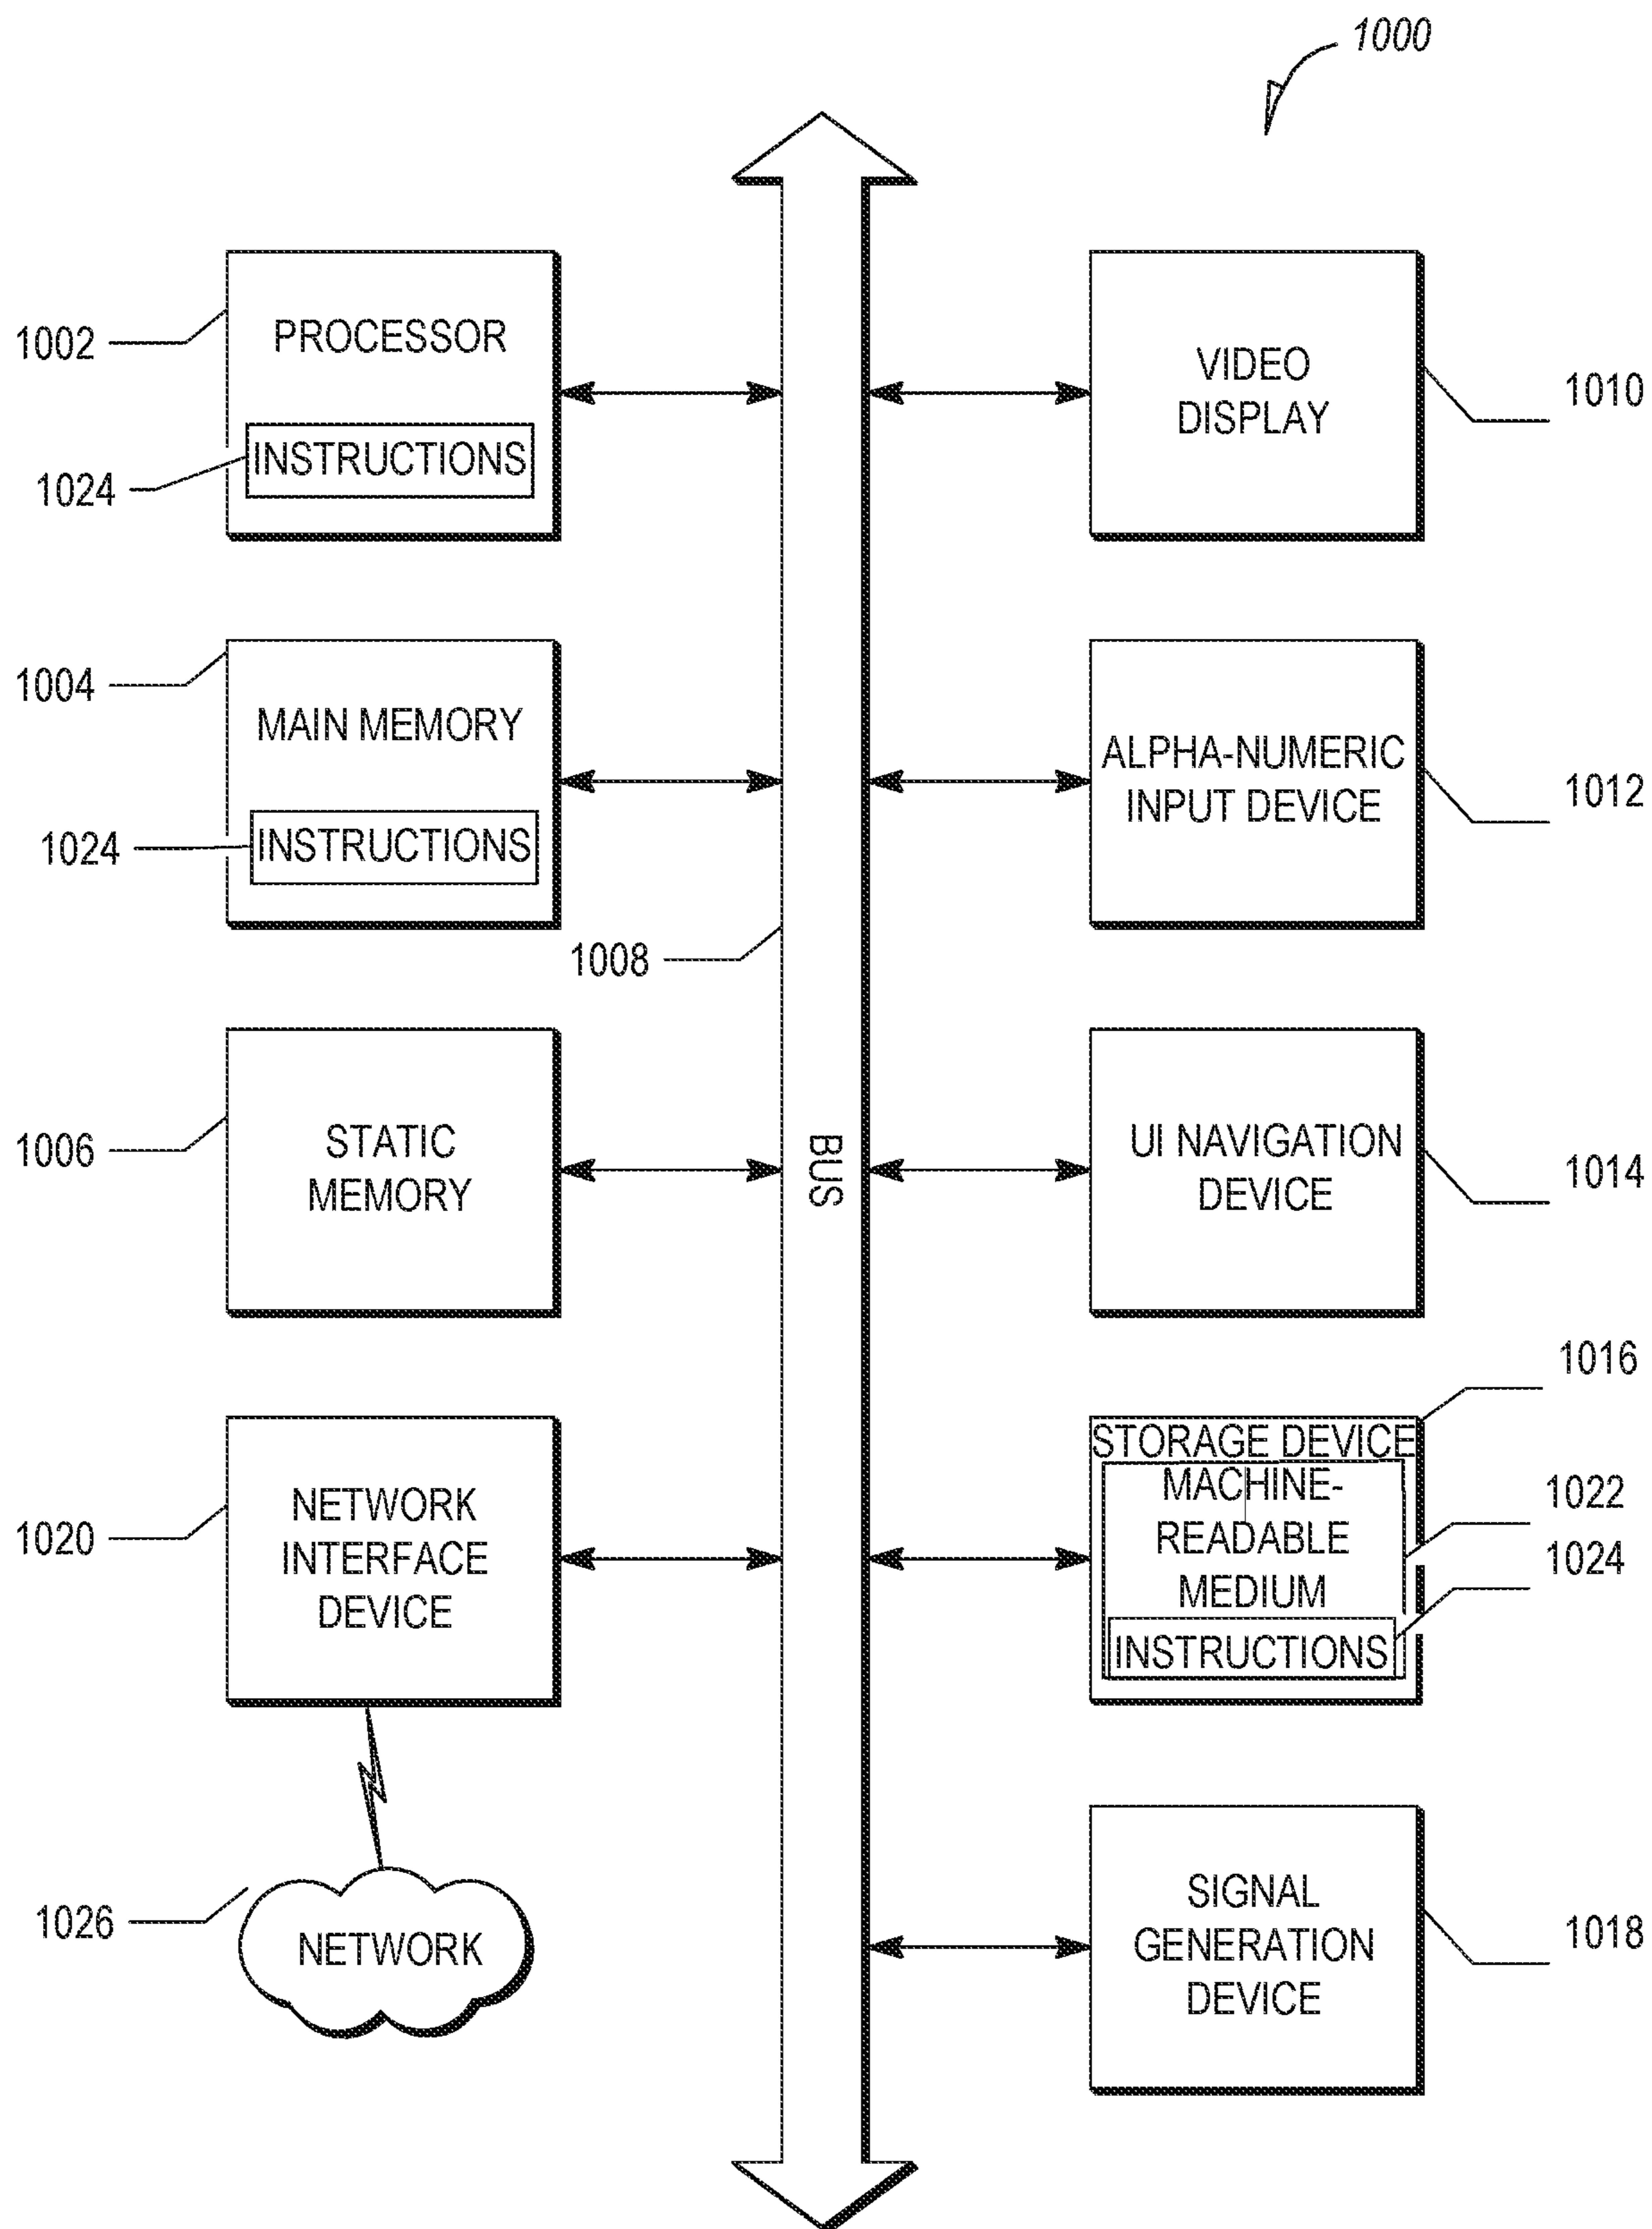 1000
1002
PROCESSOR
1024
INSTRUCTIONS
VIDEO
DISPLAY
1010
1004
MAIN MEMORY
1024
INSTRUCTIONS
ALPHA-NUMERIC
INPUT DEVICE
1012
1008
1006
STATIC
MEMORY
BUS
UI NAVIGATION
DEVICE
1014
1020
NETWORK
INTERFACE
DEVICE
1016
STORAGE DEVICE
MACHINE-
READABLE
MEDIUM
1022
1024
INSTRUCTIONS
1026
NETWORK
SIGNAL
GENERATION
DEVICE
1018